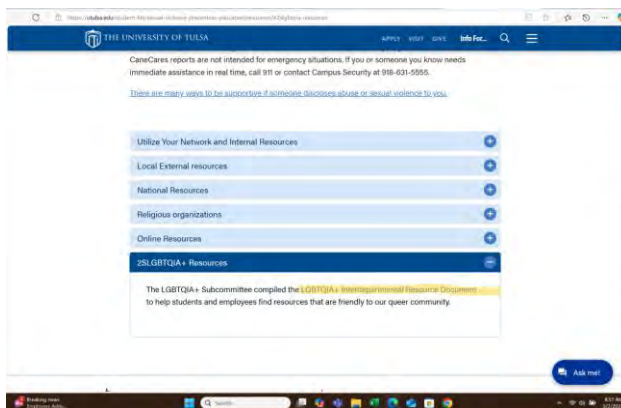 utulsa.edu
THE UNIVERSITY OF TULSA
APPLY VISIT GIVE Info For...
CaneCares reports are not intended for emergency situations. If you or someone you know needs
immediate assistance in real time, call 911 or contact Campus Security at 918-631-5555.
There are many ways to be supportive if someone discloses abuse or sexual violence to you.
Utilize Your Network and Internal Resources
Local External resources
National Resources
Religious organizations
Online Resources
2SLGBTQIA+ Resources
The LGBTQIA+ Subcommittee compiled the LGBTQIA+ Interdepartmental Resource Document
to help students and employees find resources that are friendly to our queer community.
Ask me!
Breaking news
Search